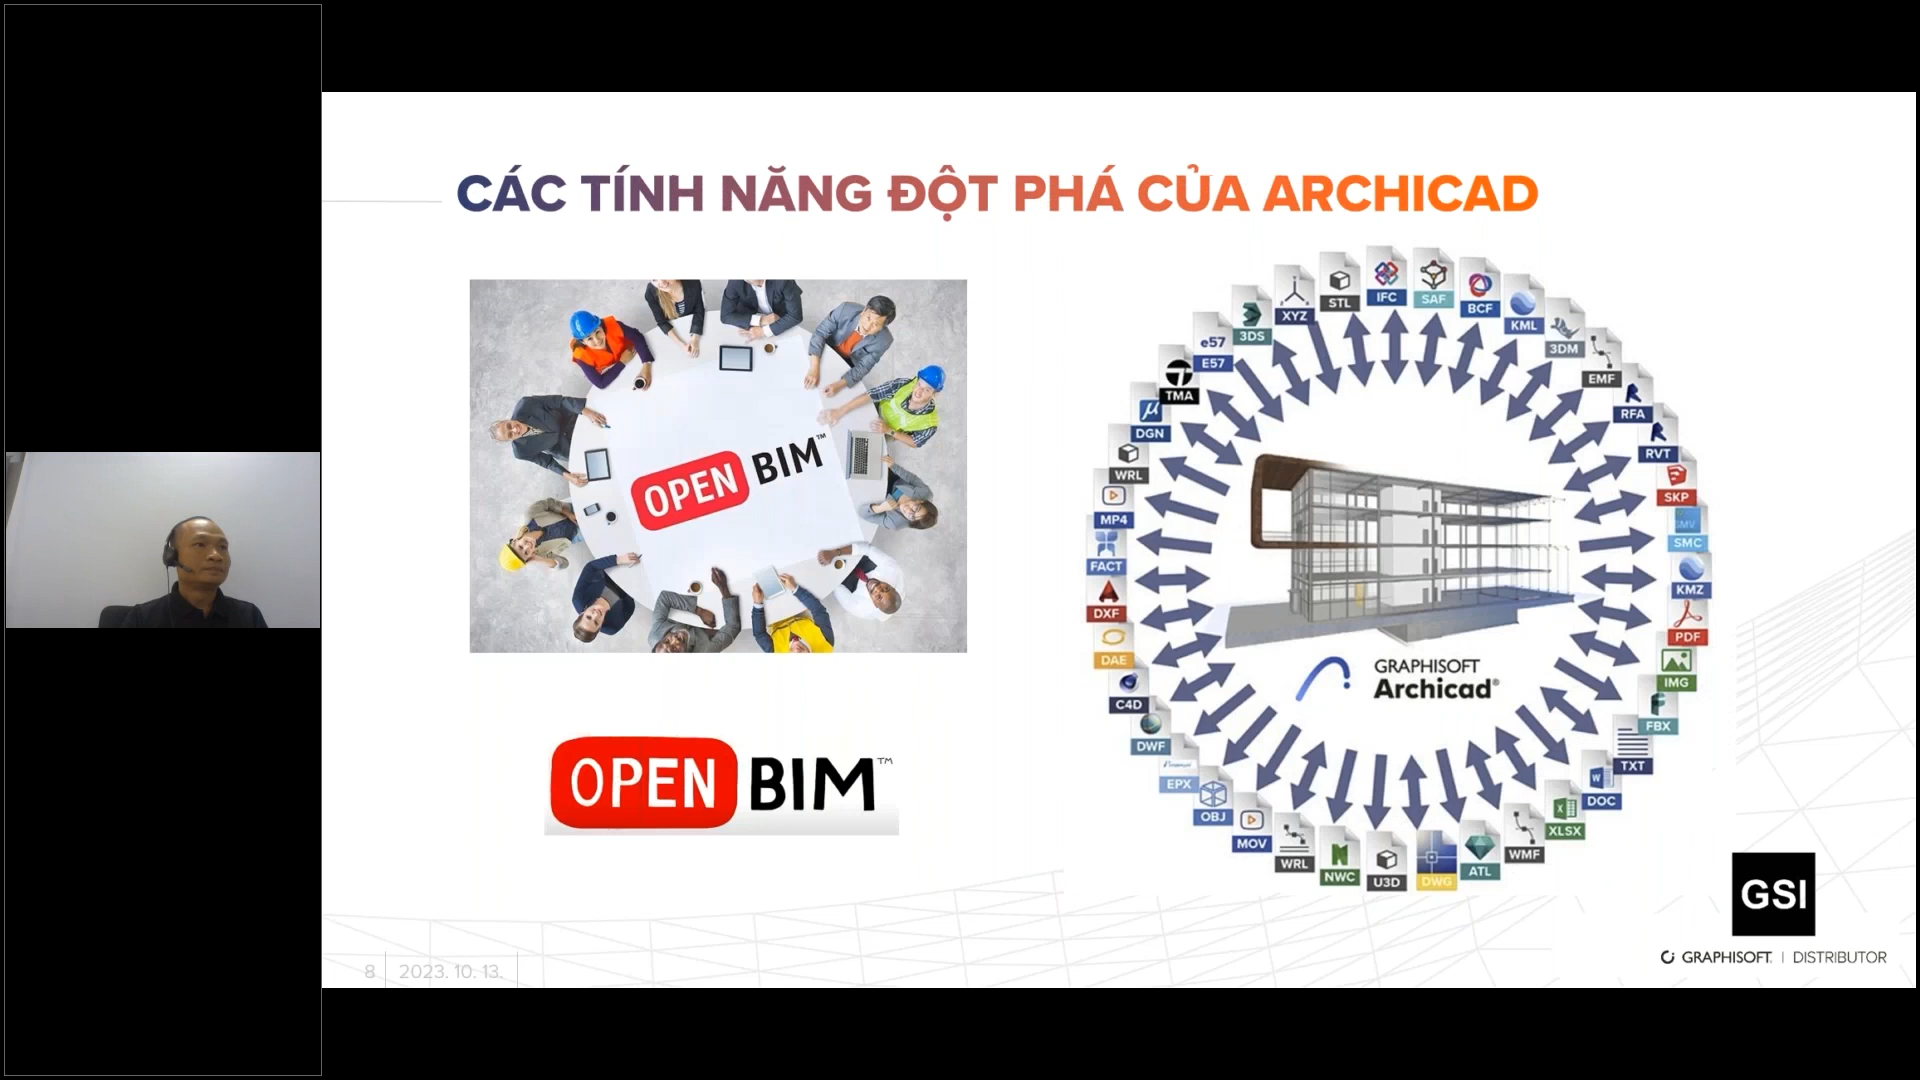 CÁC TÍNH NĂNG ĐỘT PHÁ CỦA ARCHICAD
OPEN BIM™
OPEN BIM™
IFC
SAF
BCF
KML
3DM
EMF
RFA
RVT
SKP
SMV
SMC
KMZ
PDF
IMG
FBX
TXT
DOC
XLSX
WMF
ATL
DWG
U3D
NWC
WRL
MOV
OBJ
EPX
DWF
C4D
DAE
DXF
FACT
MP4
WRL
DGN
TMA
e57
E57
3DS
XYZ
STL
GRAPHISOFT
Archicad®
GSI
GRAPHISOFT. | DISTRIBUTOR
8 | 2023. 10. 13.